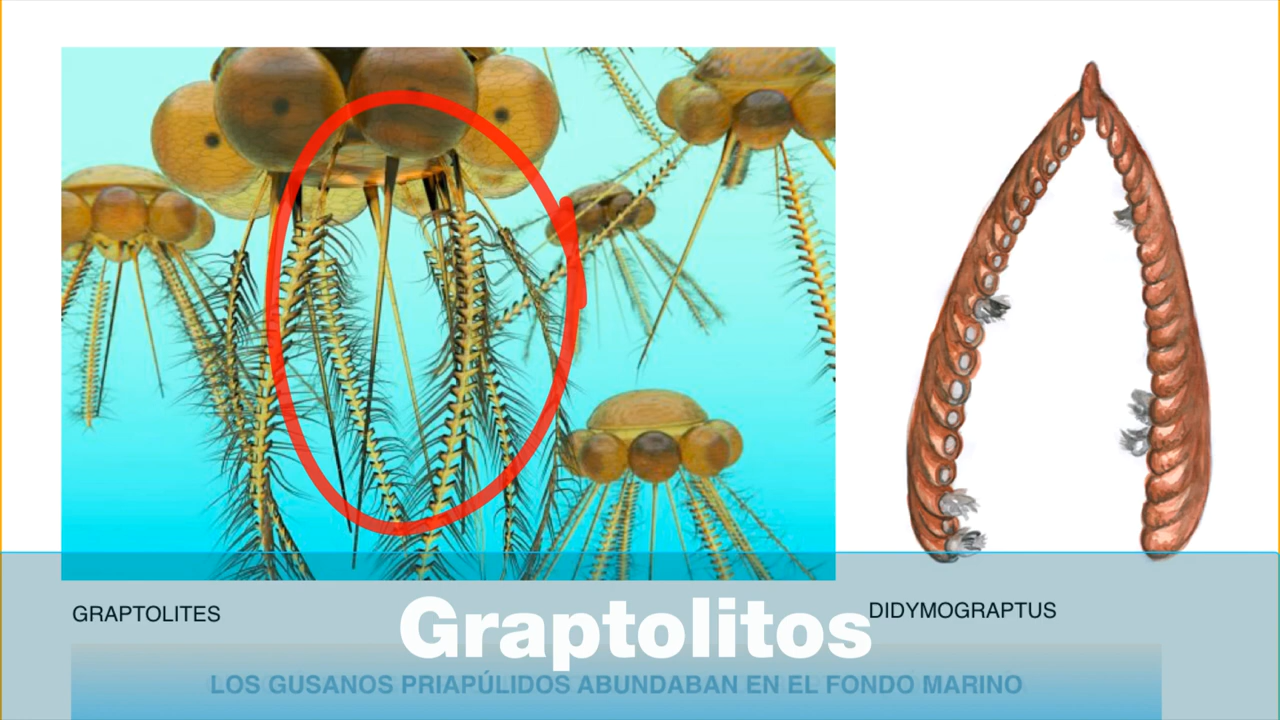 GRAPTOLITES
Graptolitos
DIDYMOGRAPTUS
LOS GUSANOS PRIAPÚLIDOS ABUNDABAN EN EL FONDO MARINO